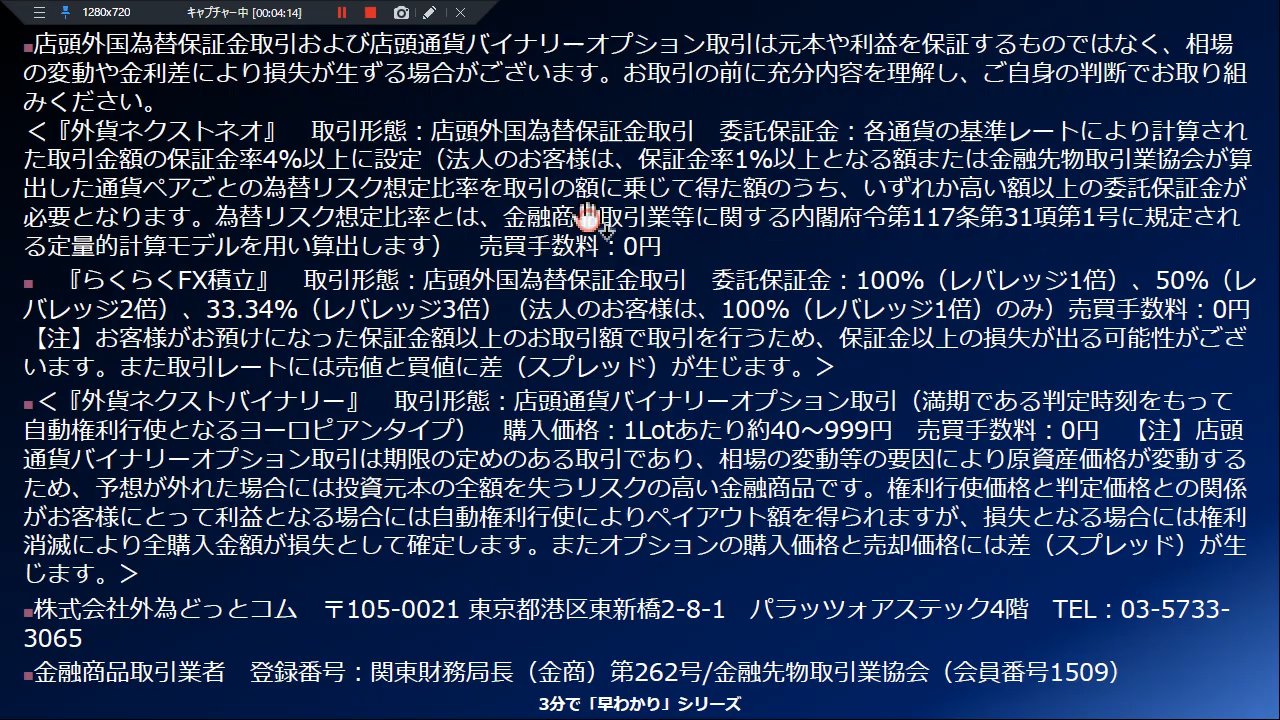 1280x720 キャプチャー中 [00:04:14]
■店頭外国為替保証金取引および店頭通貨バイナリーオプション取引は元本や利益を保証するものではなく、相場
の変動や金利差により損失が生ずる場合がございます。お取引の前に充分内容を理解し、ご自身の判断でお取り組
みください。
＜『外貨ネクストネオ』　取引形態：店頭外国為替保証金取引　委託保証金：各通貨の基準レートにより計算され
た取引金額の保証金率4%以上に設定（法人のお客様は、保証金率1%以上となる額または金融先物取引業協会が算
出した通貨ペアごとの為替リスク想定比率を取引の額に乗じて得た額のうち、いずれか高い額以上の委託保証金が
必要となります。為替リスク想定比率とは、金融商 取引業等に関する内閣府令第117条第31項第1号に規定され
る定量的計算モデルを用い算出します）　売買手数料：0円
■　『らくらくFX積立』　取引形態：店頭外国為替保証金取引　委託保証金：100%（レバレッジ1倍）、50%（レ
バレッジ2倍）、33.34%（レバレッジ3倍）（法人のお客様は、100%（レバレッジ1倍）のみ）売買手数料：0円
【注】お客様がお預けになった保証金額以上のお取引額で取引を行うため、保証金以上の損失が出る可能性がござ
います。また取引レートには売値と買値に差（スプレッド）が生じます。＞
■＜『外貨ネクストバイナリー』　取引形態：店頭通貨バイナリーオプション取引（満期である判定時刻をもって
自動権利行使となるヨーロピアンタイプ）　購入価格：1Lotあたり約40～999円　売買手数料：0円　【注】店頭
通貨バイナリーオプション取引は期限の定めのある取引であり、相場の変動等の要因により原資産価格が変動する
ため、予想が外れた場合には投資元本の全額を失うリスクの高い金融商品です。権利行使価格と判定価格との関係
がお客様にとって利益となる場合には自動権利行使によりペイアウト額を得られますが、損失となる場合には権利
消滅により全購入金額が損失として確定します。またオプションの購入価格と売却価格には差（スプレッド）が生
じます。＞
■株式会社外為どっとコム　〒105-0021 東京都港区東新橋2-8-1　パラッツォアステック4階　TEL：03-5733-
3065
■金融商品取引業者　登録番号：関東財務局長（金商）第262号/金融先物取引業協会（会員番号1509）
3分で「早わかり」シリーズ